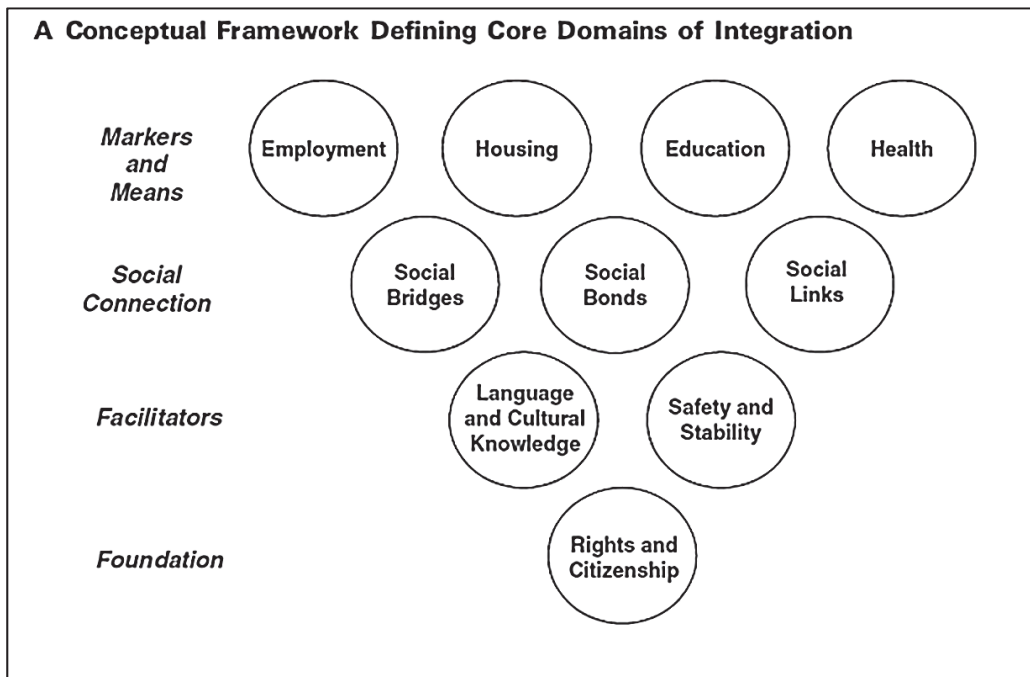 A Conceptual Framework Defining Core Domains of Integration
Markers
and
Means
Employment
Housing
Education
Health
Social
Connection
Social
Bridges
Social
Bonds
Social
Links
Facilitators
Language
and Cultural
Knowledge
Safety and
Stability
Foundation
Rights and
Citizenship